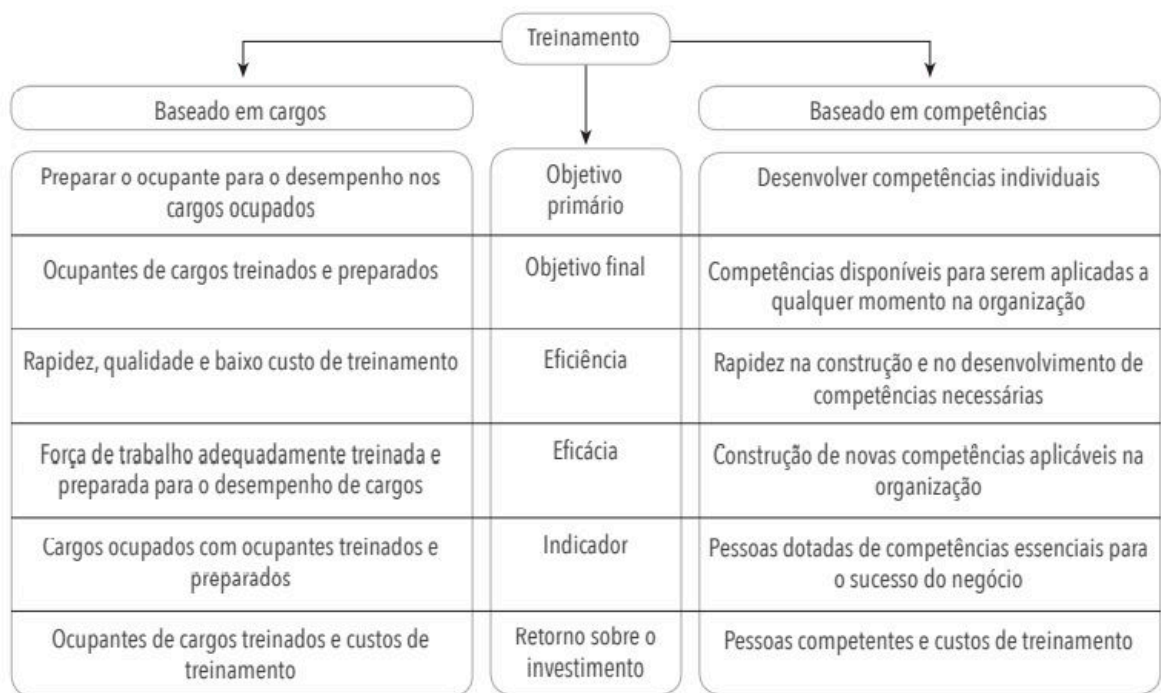 Treinamento
Baseado em cargos
Baseado em competências
Preparar o ocupante para o desempenho nos
cargos ocupados
Objetivo
primário
Desenvolver competências individuais
Ocupantes de cargos treinados e preparados
Objetivo final
Competências disponíveis para serem aplicadas a
qualquer momento na organização
Rapidez, qualidade e baixo custo de treinamento
Eficiência
Rapidez na construção e no desenvolvimento de
competências necessárias
Força de trabalho adequadamente treinada e
preparada para o desempenho de cargos
Eficácia
Construção de novas competências aplicáveis na
organização
Cargos ocupados com ocupantes treinados e
preparados
Indicador
Pessoas dotadas de competências essenciais para
o sucesso do negócio
Ocupantes de cargos treinados e custos de
treinamento
Retorno sobre o
investimento
Pessoas competentes e custos de treinamento